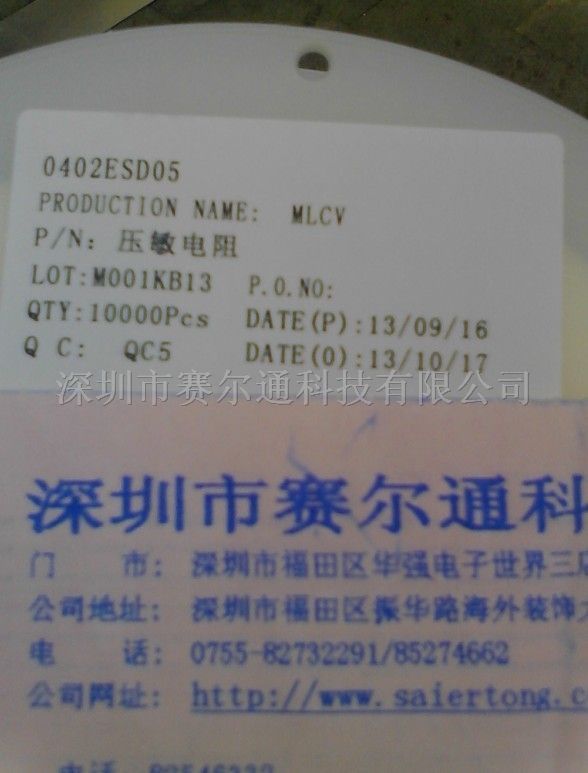 0402ESD05
PRODUCTION NAME: MLCV
P/N: 压敏电阻
LOT:M001KB13 P.O.NO:
QTY:10000Pcs DATE(P):13/09/16
Q C: QC5 DATE(O):13/10/17
深圳市赛尔通科技有限公司
深圳市赛尔通科
门 市: 深圳市福田区华强电子世界三店
公司地址: 深圳市福田区振华路海外装饰大
电 话: 0755-82732291/85274662
公司网址: http://www.saiertong.c
电话: